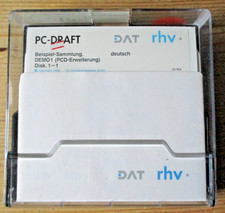 PC-DRAFT DAT rhv
Beispiel-Sammlung, deutsch
DEMO1 (PCD-Erweiterung)
Disk. 1-1
DAT rhv